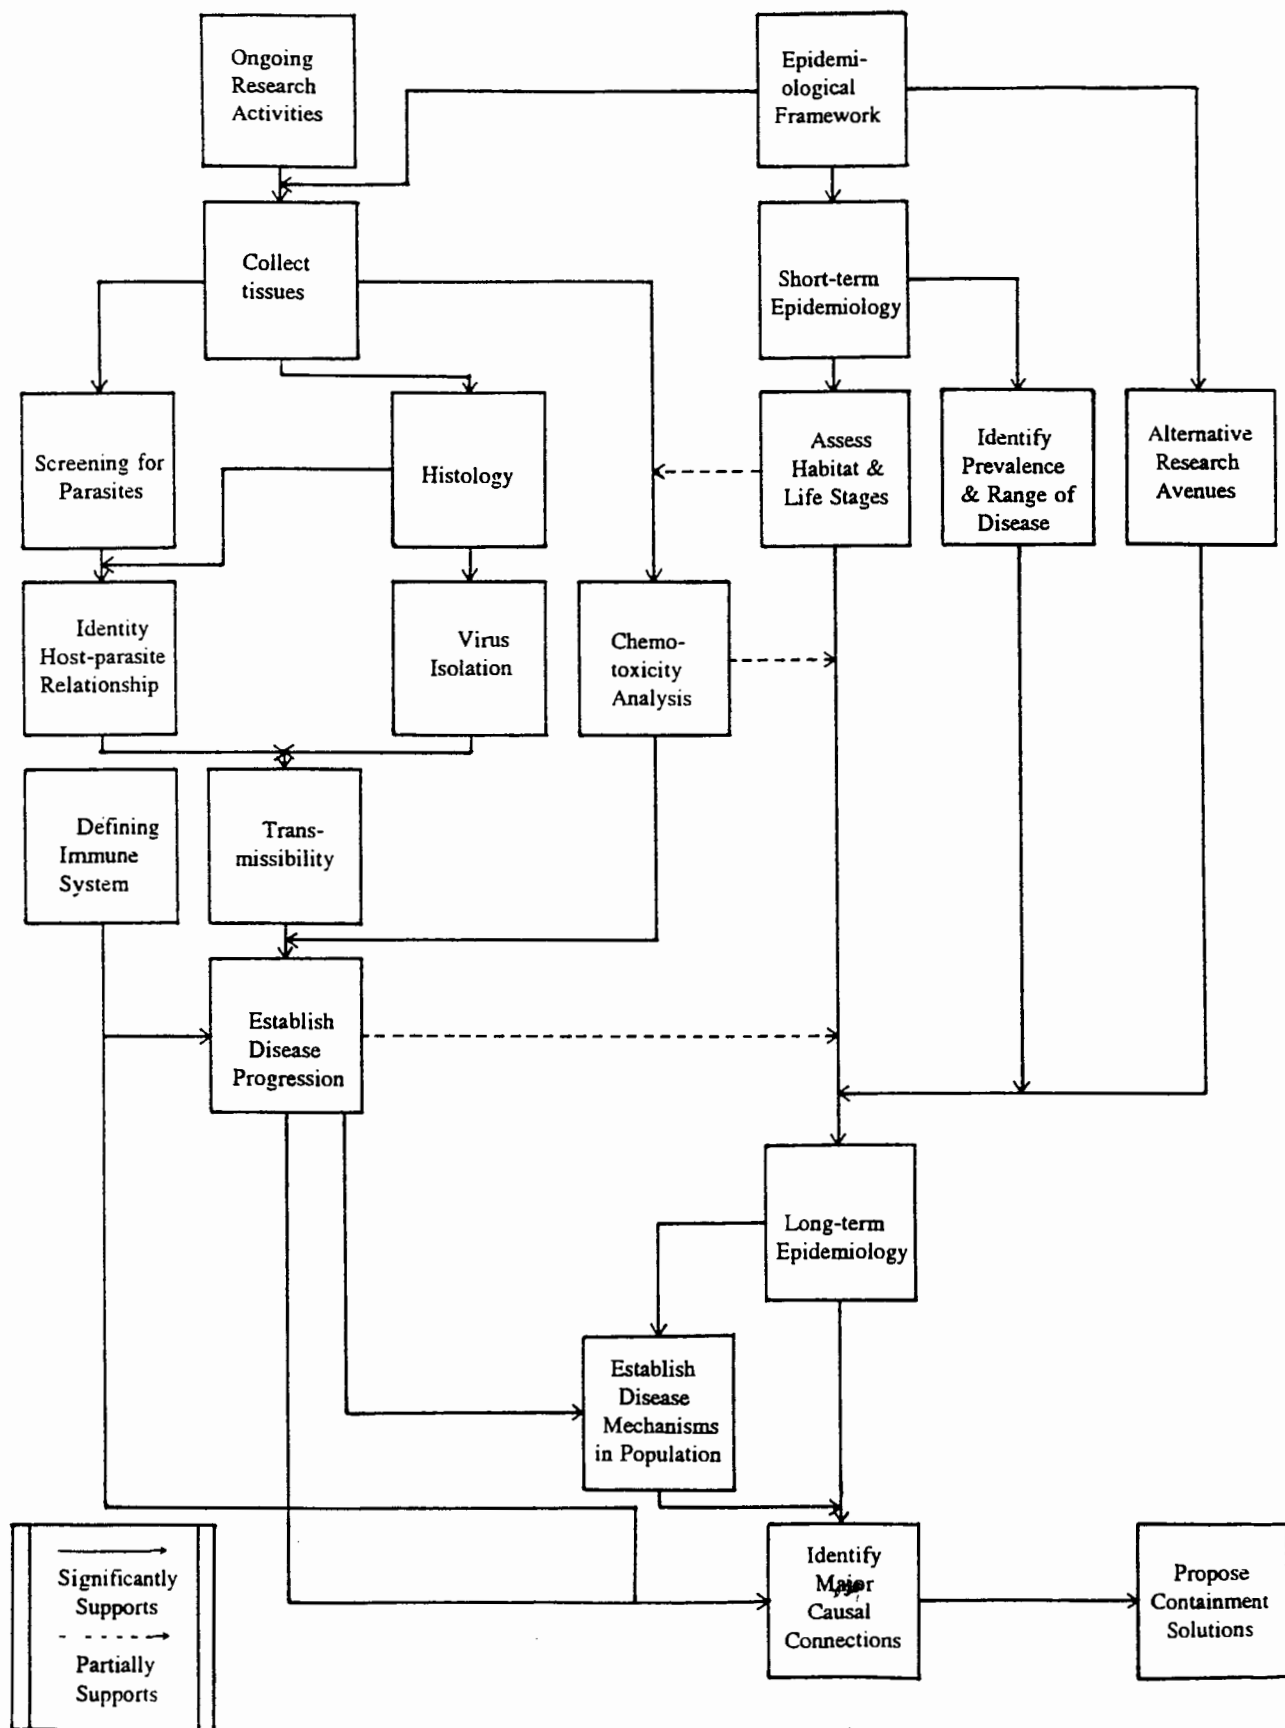 Ongoing
Research
Activities
Epidemi-
ological
Framework
Collect
tissues
Short-term
Epidemiology
Screening for
Parasites
Histology
Assess
Habitat &
Life Stages
Identify
Prevalence
& Range of
Disease
Alternative
Research
Avenues
Identity
Host-parasite
Relationship
Virus
Isolation
Chemo-
toxicity
Analysis
Defining
Immune
System
Trans-
missibility
Establish
Disease
Progression
Long-term
Epidemiology
Establish
Disease
Mechanisms
in Population
Significantly
Supports
Partially
Supports
Identify
Major
Causal
Connections
Propose
Containment
Solutions